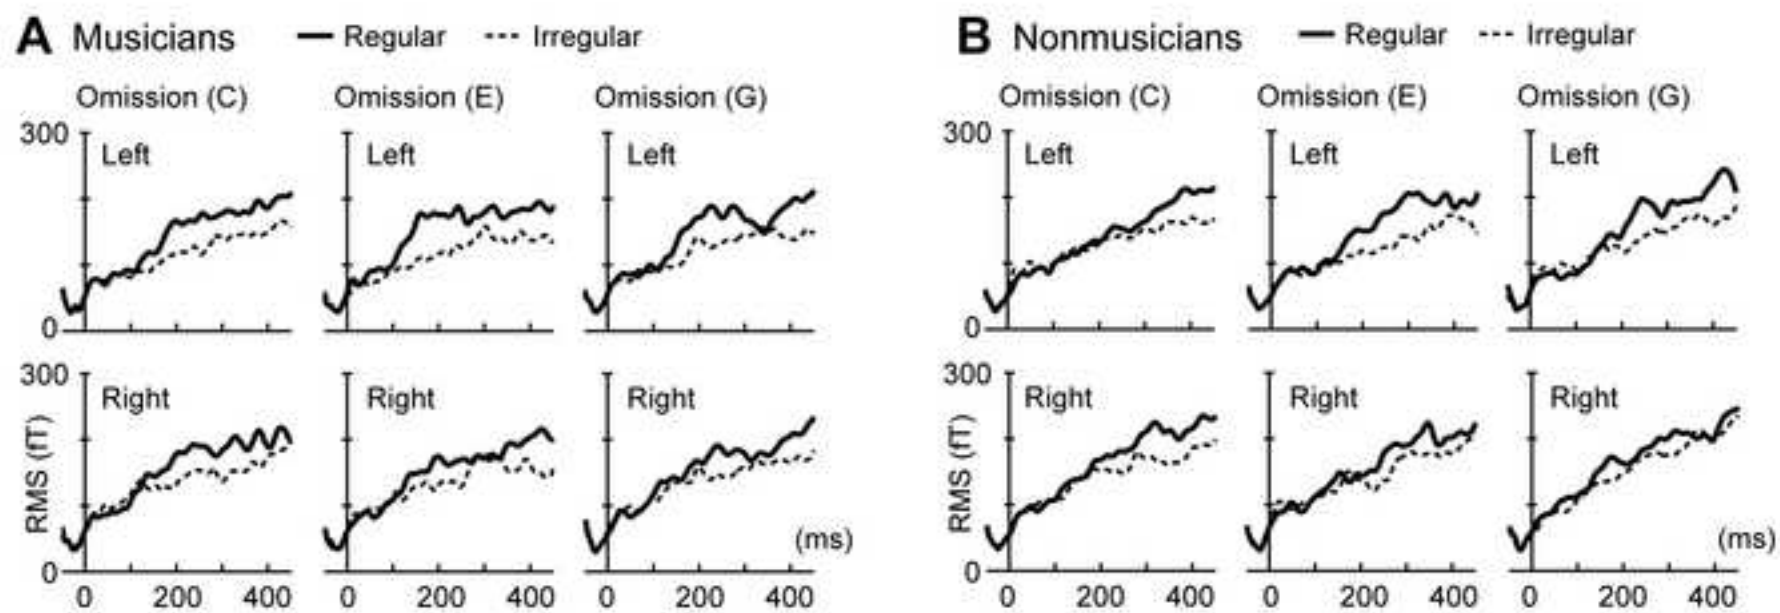 A Musicians Regular Irregular
Omission (C) Omission (E) Omission (G)
300 Left Left Left
0
300 Right Right Right
RMS (fT)
(ms)
0
0 200 400 0 200 400 0 200 400
B Nonmusicians Regular Irregular
Omission (C) Omission (E) Omission (G)
300 Left Left Left
0
300 Right Right Right
RMS (fT)
(ms)
0
0 200 400 0 200 400 0 200 400